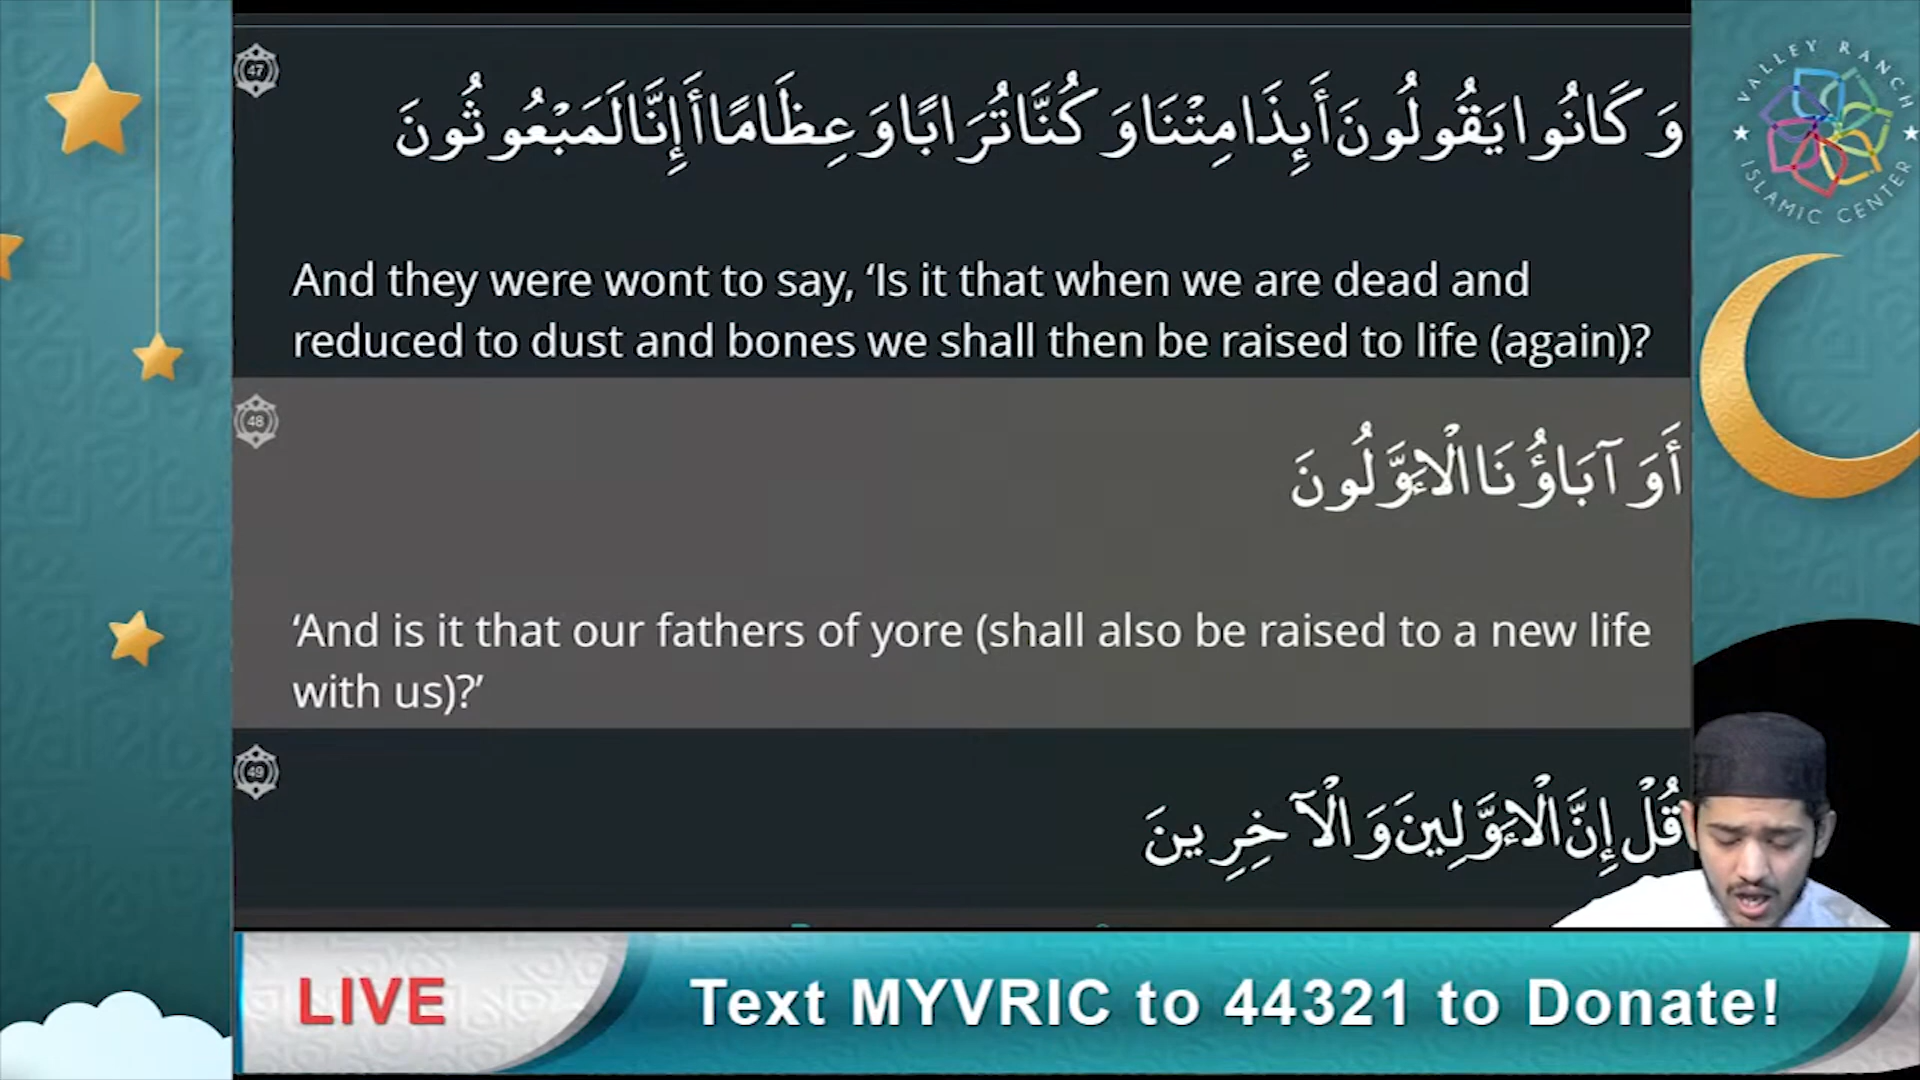 VALLEY RANCH
ISLAMIC CENTER
47
وَكَانُوا يَقُولُونَ أَئِذَا مِتْنَا وَكُنَّا تُرَابًا وَعِظَامًا أَإِنَّا لَمَبْعُوثُونَ
And they were wont to say, ‘Is it that when we are dead and
reduced to dust and bones we shall then be raised to life (again)?
48
أَوَآبَاؤُنَا الْأَوَّلُونَ
‘And is it that our fathers of yore (shall also be raised to a new life
with us)?’
49
قُلْ إِنَّ الْأَوَّلِينَ وَالْآخِرِينَ
LIVE
Text MYVRIC to 44321 to Donate!